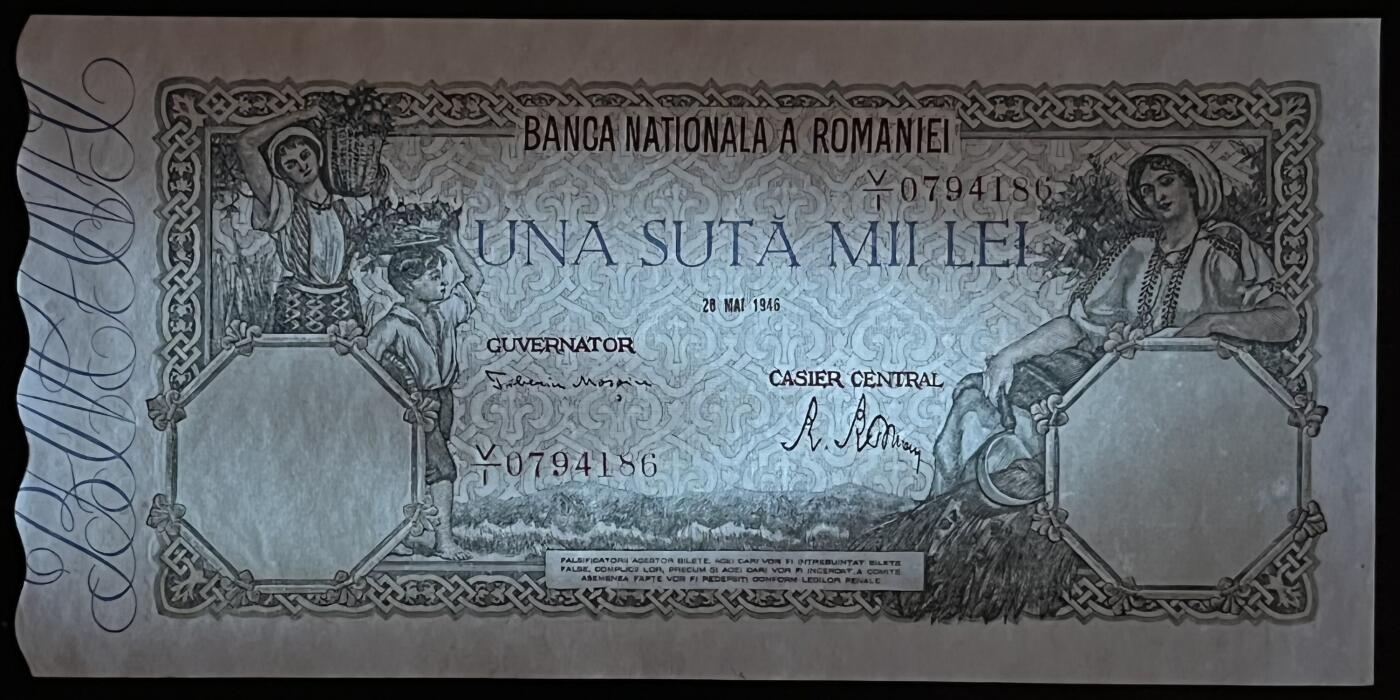 BANCA NATIONALA A ROMANIEI
V/1 0794186
UNA SUTĂ MII LEI
28 MAI 1946
GUVERNATOR
CASIER CENTRAL
V/1 0794186
FALSIFICATORII ACESTOR BILETE, ACEI CARI VOR FI INTREBUINTAT BILETE
FALSE, COMPLICII LOR, PRECUM SI ACEI CARI VOR FI INCERCAT A COMITE
ASEMENEA FAPTE VOR FI PEDEPSITI CONFORM LEGILOR PENALE